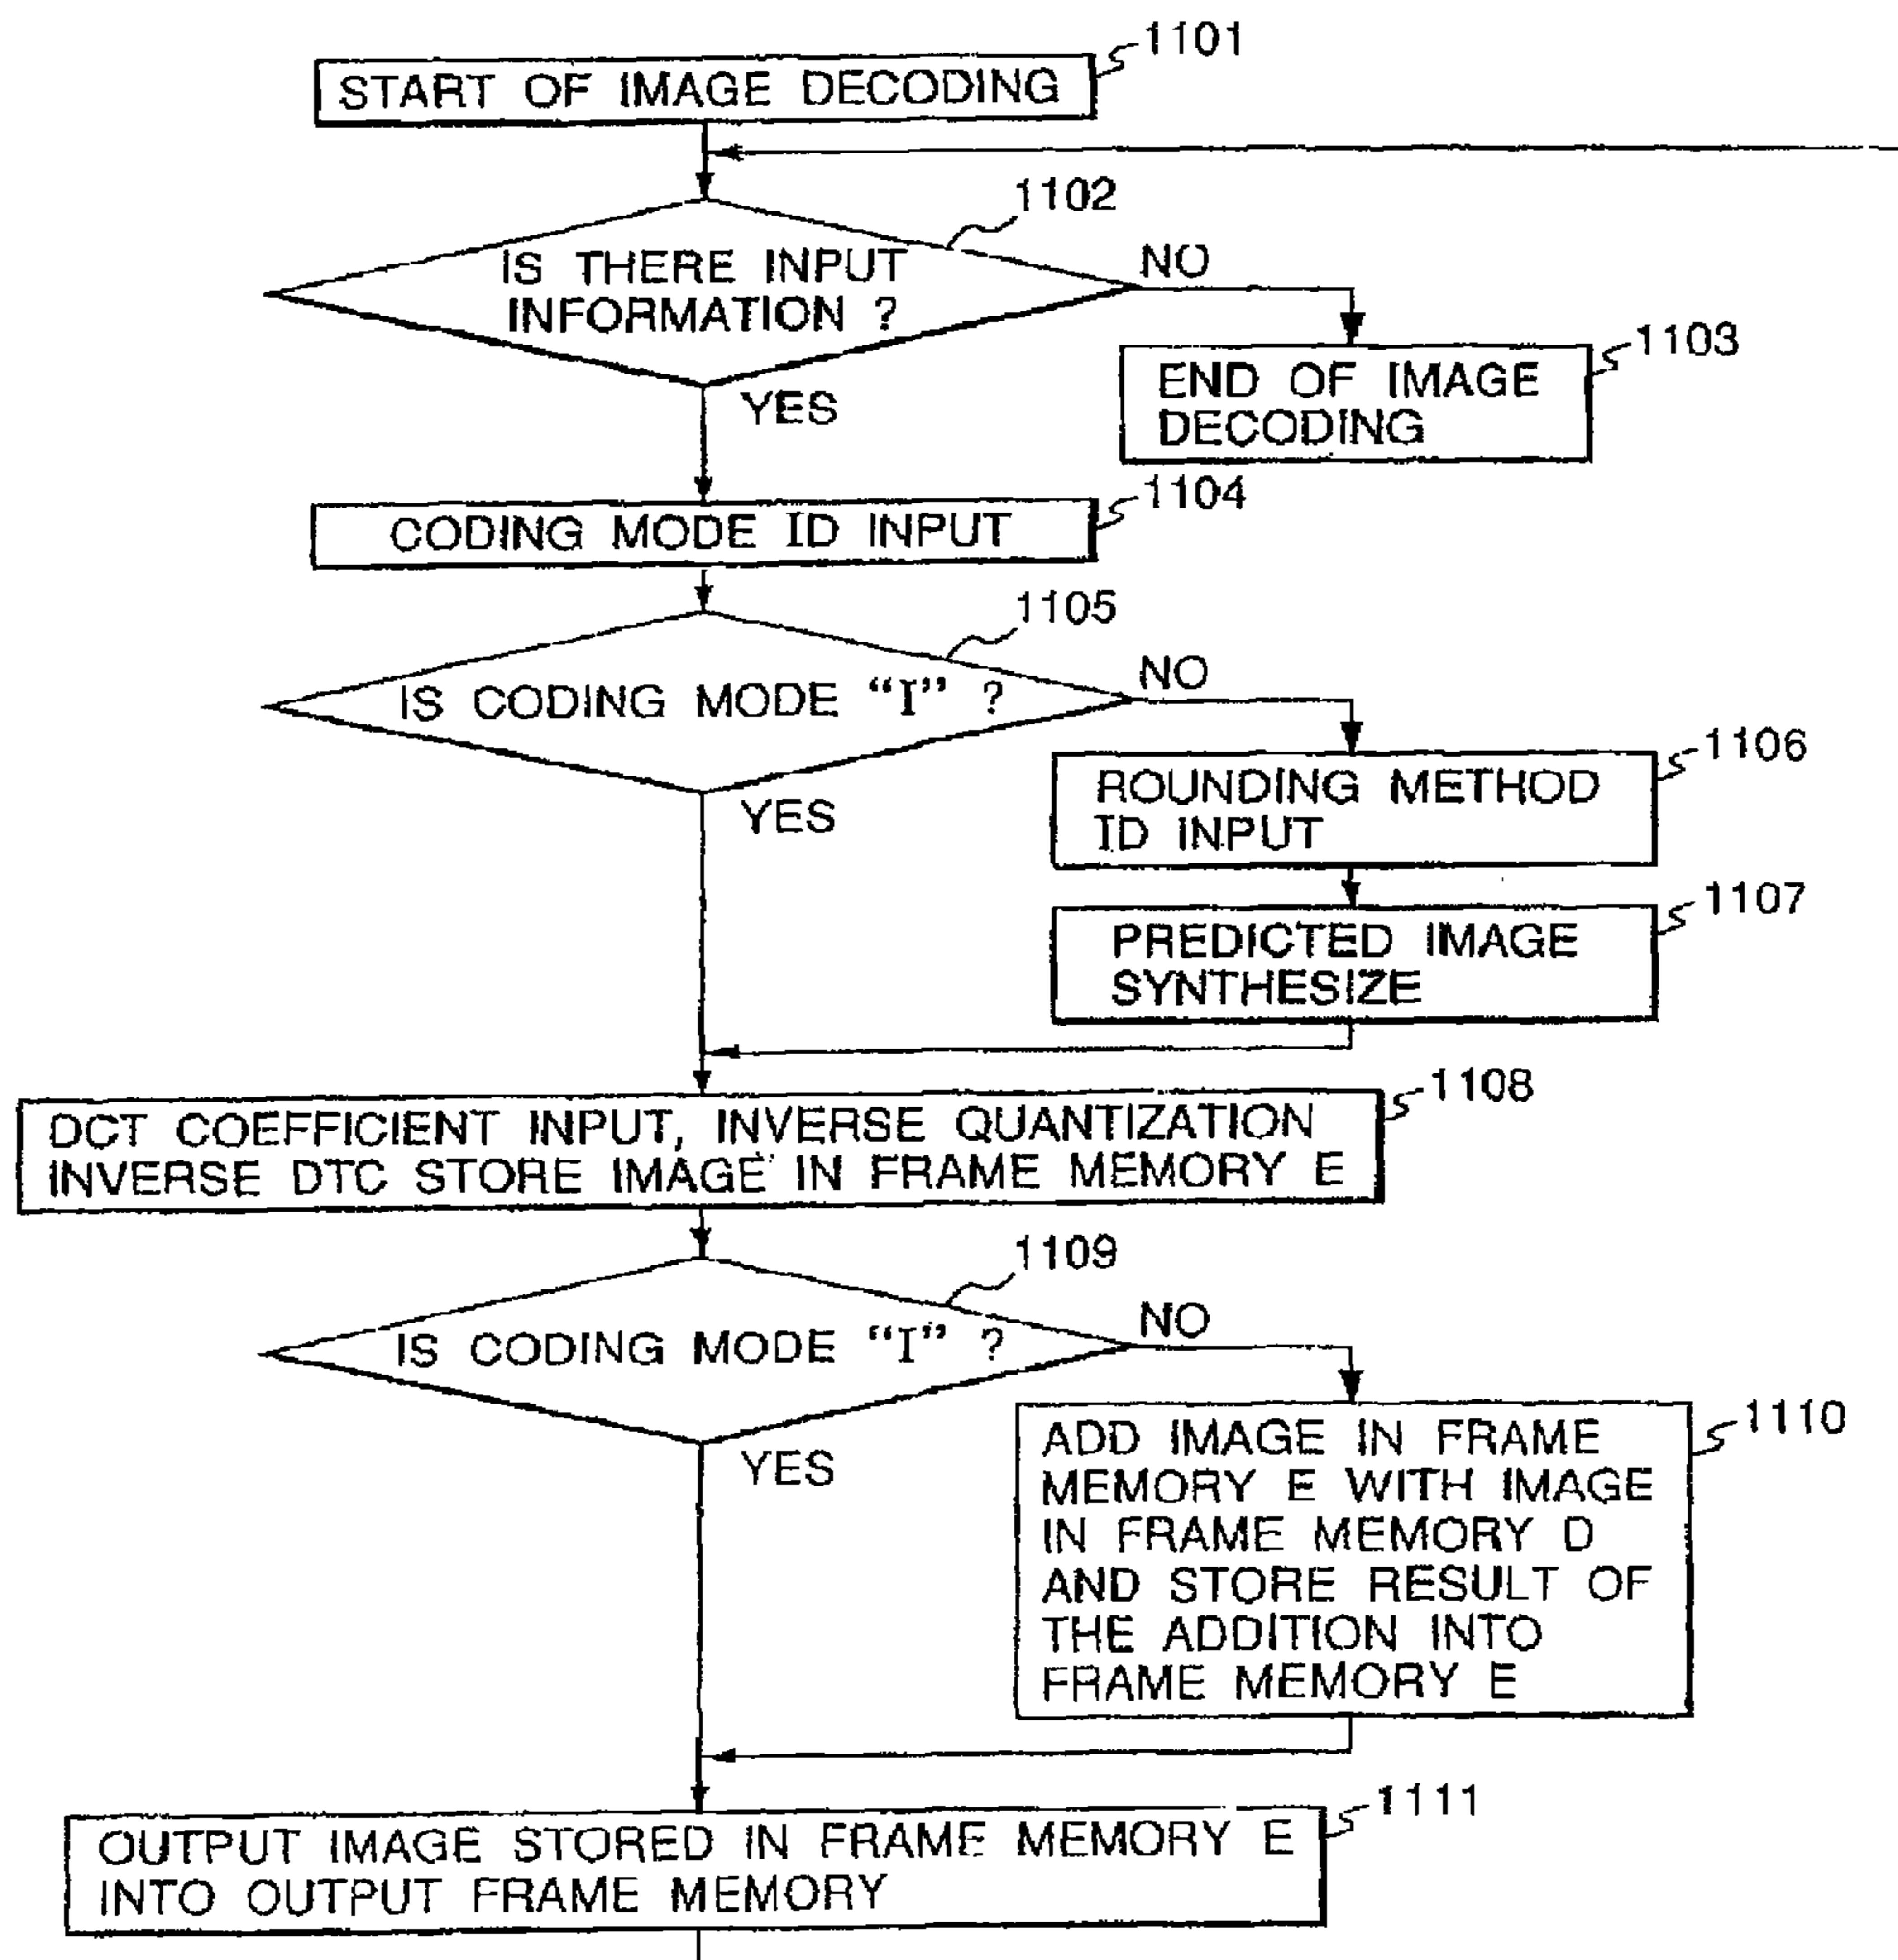 1101
START OF IMAGE DECODING
1102
IS THERE INPUT
INFORMATION ?
NO
YES
1103
END OF IMAGE
DECODING
1104
CODING MODE ID INPUT
1105
IS CODING MODE “I” ?
NO
YES
1106
ROUNDING METHOD
ID INPUT
1107
PREDICTED IMAGE
SYNTHESIZE
1108
DCT COEFFICIENT INPUT, INVERSE QUANTIZATION
INVERSE DTC STORE IMAGE IN FRAME MEMORY E
1109
IS CODING MODE “I” ?
NO
YES
1110
ADD IMAGE IN FRAME
MEMORY E WITH IMAGE
IN FRAME MEMORY D
AND STORE RESULT OF
THE ADDITION INTO
FRAME MEMORY E
1111
OUTPUT IMAGE STORED IN FRAME MEMORY E
INTO OUTPUT FRAME MEMORY